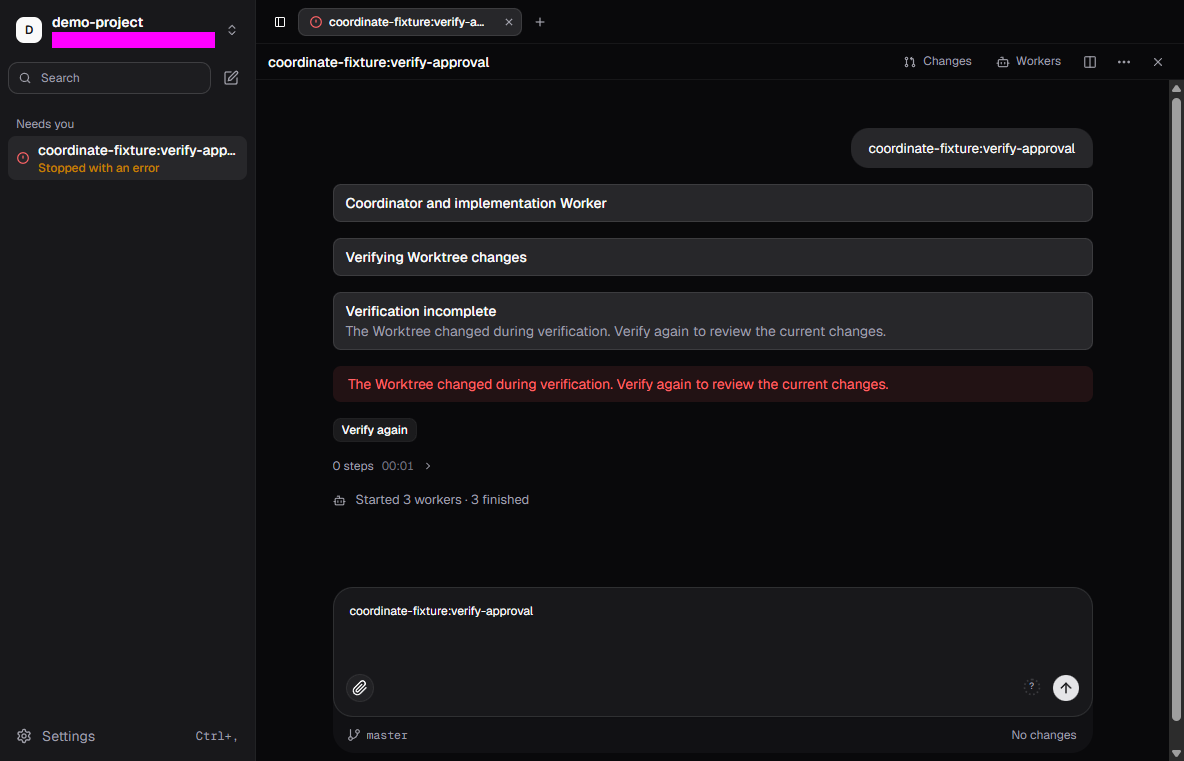 D
demo-project
Search
Needs you
coordinate-fixture:verify-app...
Stopped with an error
Settings
Ctrl+,
coordinate-fixture:verify-a...
coordinate-fixture:verify-approval
Changes
Workers
coordinate-fixture:verify-approval
Coordinator and implementation Worker
Verifying Worktree changes
Verification incomplete
The Worktree changed during verification. Verify again to review the current changes.
The Worktree changed during verification. Verify again to review the current changes.
Verify again
0 steps 00:01
Started 3 workers · 3 finished
coordinate-fixture:verify-approval
?
master
No changes